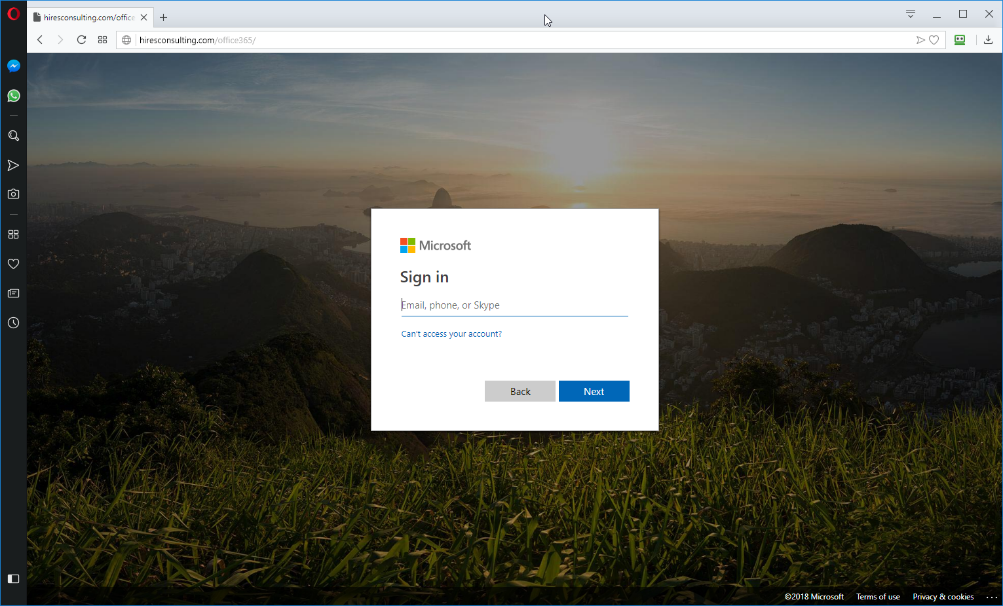 hiresconsulting.com/office
hiresconsulting.com/office365/
Microsoft
Sign in
Email, phone, or Skype
Can't access your account?
Back Next
©2018 Microsoft Terms of use Privacy & cookies ...